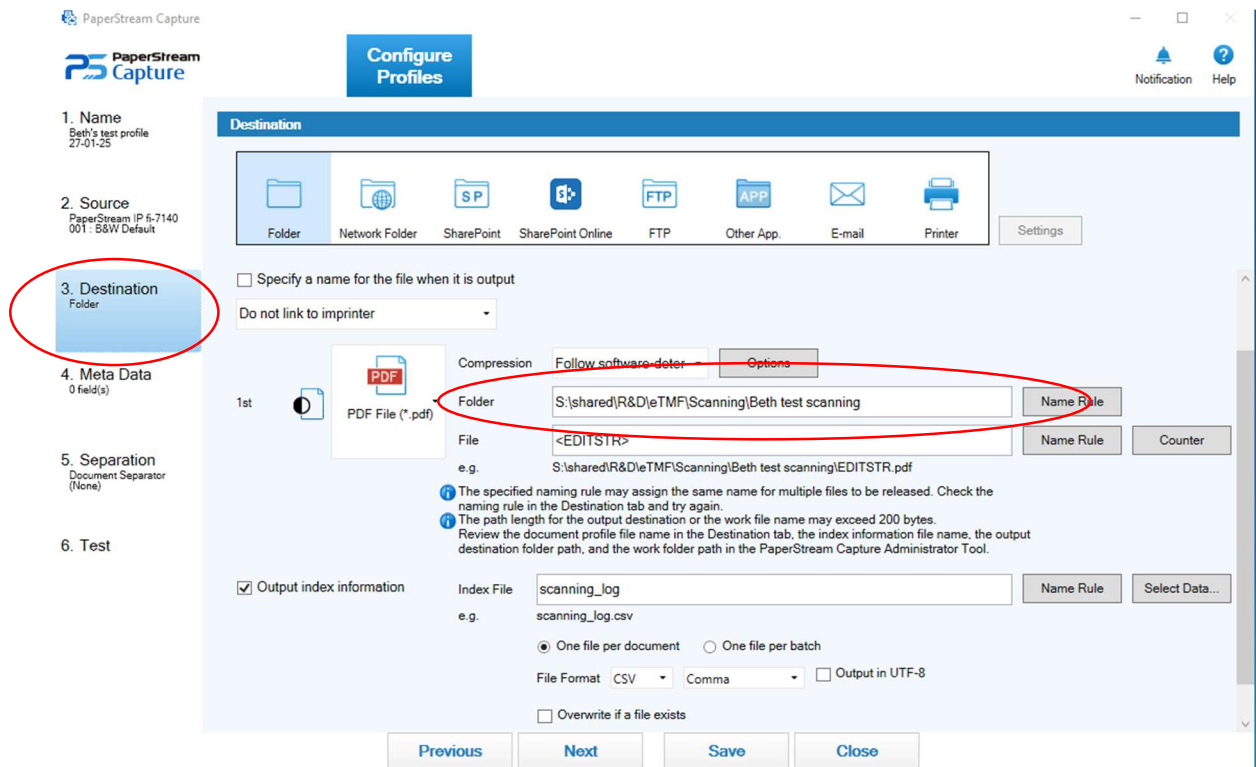 PaperStream Capture
PaperStream
Capture
Configure
Profiles
Notification
Help
1. Name
Beth's test profile
27-01-25
2. Source
PaperStream IP fi-7140
001 : B&W Default
3. Destination
Folder
4. Meta Data
0 field(s)
5. Separation
Document Separator
(None)
6. Test
Destination
Folder
Network Folder
SP
SharePoint
S
SharePoint Online
FTP
FTP
APP
Other App.
E-mail
Printer
Settings
Specify a name for the file when it is output
Do not link to imprinter
1st
PDF
PDF File (*.pdf)
Compression
Follow software-deter
Options
Folder
S:\shared\R&D\eTMF\Scanning\Beth test scanning
Name Rule
File
<EDITSTR>
Name Rule
Counter
e.g.
S:\shared\R&D\eTMF\Scanning\Beth test scanning\EDITSTR.pdf
The specified naming rule may assign the same name for multiple files to be released. Check the
naming rule in the Destination tab and try again.
The path length for the output destination or the work file name may exceed 200 bytes.
Review the document profile file name in the Destination tab, the index information file name, the output
destination folder path, and the work folder path in the PaperStream Capture Administrator Tool.
Output index information
Index File
scanning_log
Name Rule
Select Data...
e.g.
scanning_log.csv
One file per document
One file per batch
File Format
CSV
Comma
Output in UTF-8
Overwrite if a file exists
Previous
Next
Save
Close